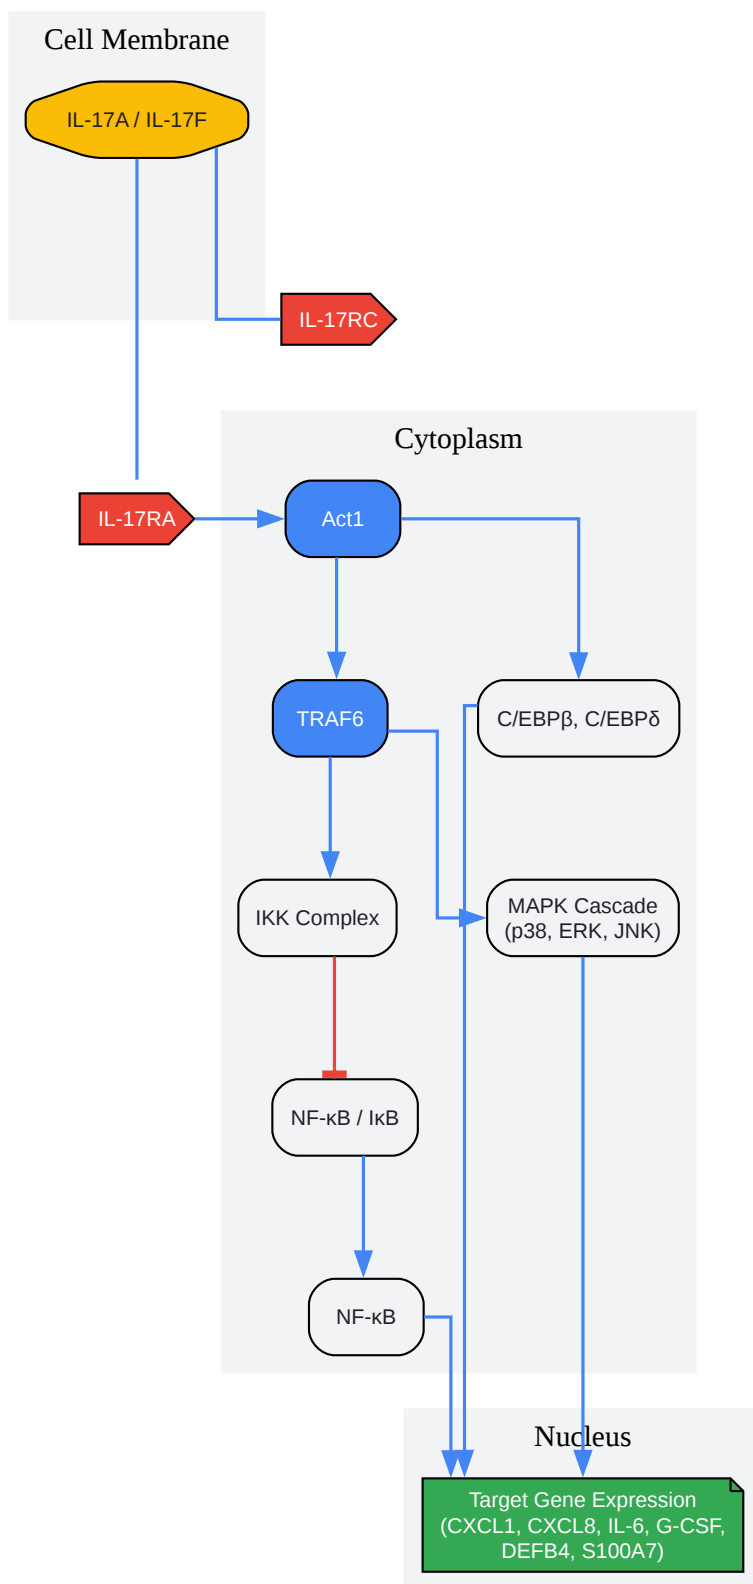 Cell Membrane
IL-17A / IL-17F
IL-17RC
Cytoplasm
IL-17RA
Act1
TRAF6
C/EBPβ, C/EBPδ
IKK Complex
MAPK Cascade
(p38, ERK, JNK)
NF-κB / IκB
NF-κB
Nucleus
Target Gene Expression
(CXCL1, CXCL8, IL-6, G-CSF,
DEFB4, S100A7)